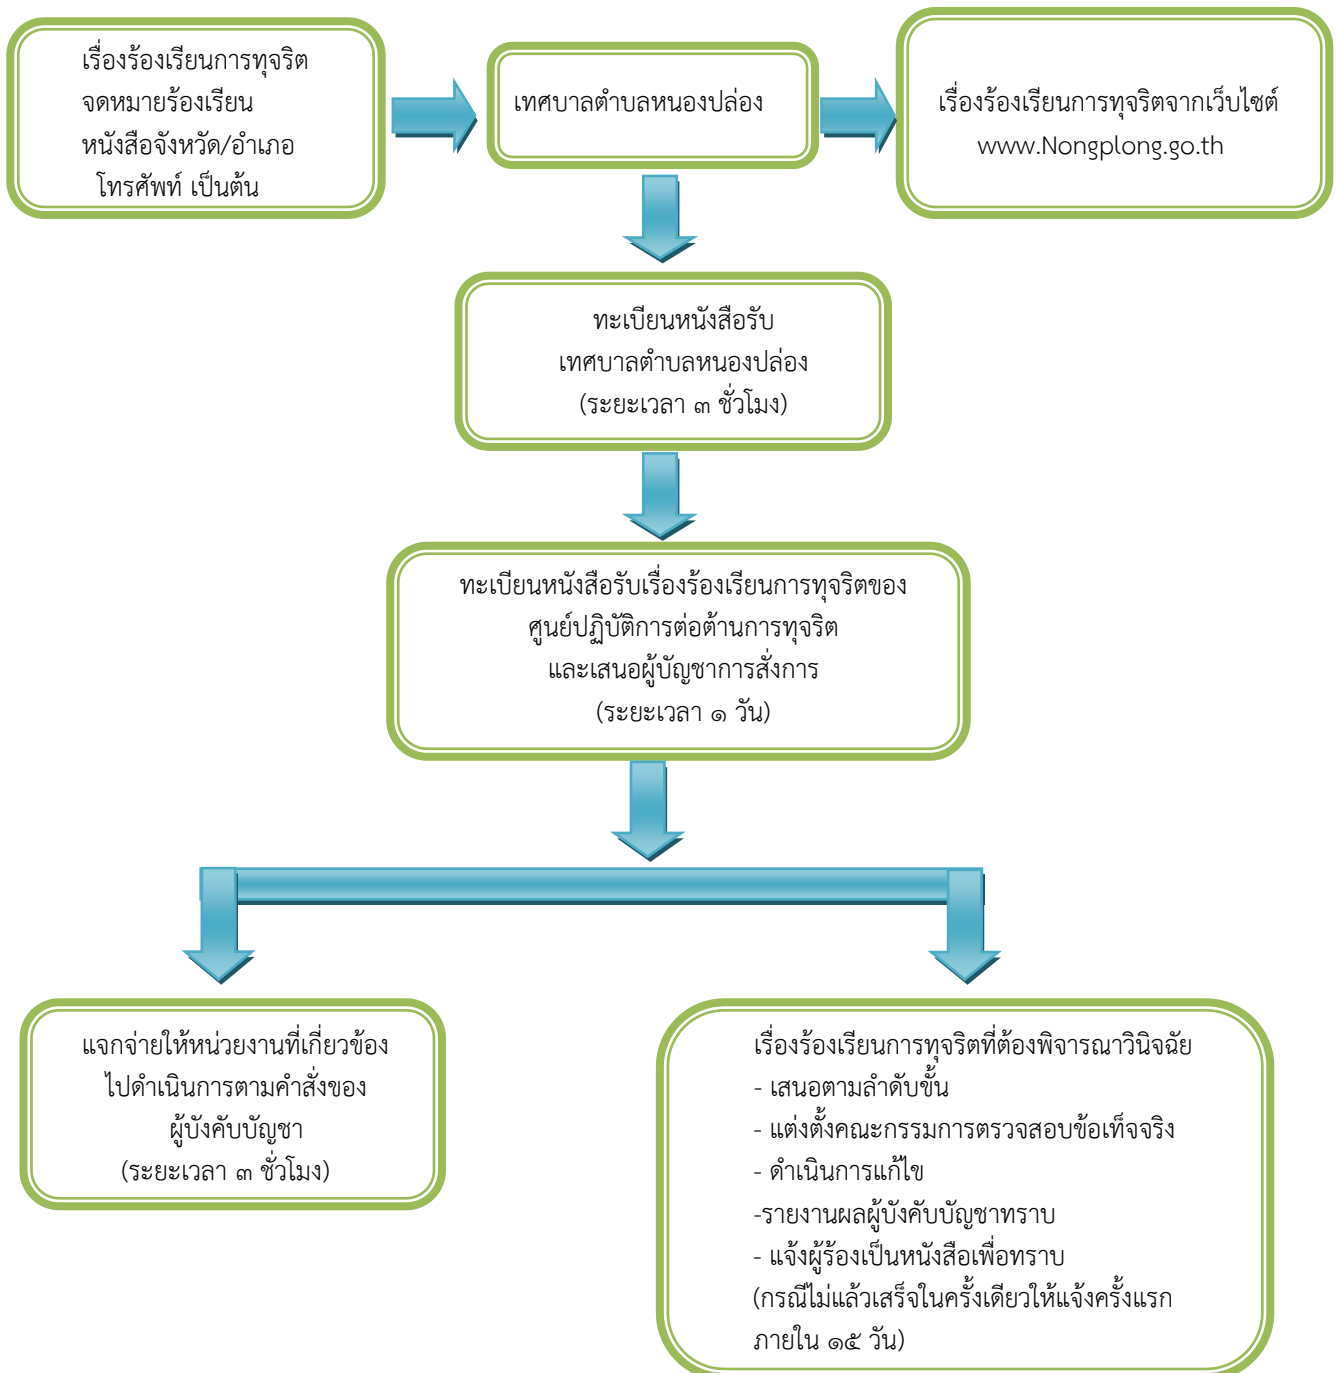 เรื่องร้องเรียนการทุจริต
จดหมายร้องเรียน
หนังสือจังหวัด/อำเภอ
โทรศัพท์ เป็นต้น
เทศบาลตำบลหนองปล่อง
เรื่องร้องเรียนการทุจริตจากเว็บไซต์
www.Nongplong.go.th
ทะเบียนหนังสือรับ
เทศบาลตำบลหนองปล่อง
(ระยะเวลา ๓ ชั่วโมง)
ทะเบียนหนังสือรับเรื่องร้องเรียนการทุจริตของ
ศูนย์ปฏิบัติการต่อต้านการทุจริต
และเสนอผู้บัญชาการสั่งการ
(ระยะเวลา ๑ วัน)
แจกจ่ายให้หน่วยงานที่เกี่ยวข้อง
ไปดำเนินการตามคำสั่งของ
ผู้บังคับบัญชา
(ระยะเวลา ๓ ชั่วโมง)
เรื่องร้องเรียนการทุจริตที่ต้องพิจารณาวินิจฉัย
- เสนอตามลำดับขั้น
- แต่งตั้งคณะกรรมการตรวจสอบข้อเท็จจริง
- ดำเนินการแก้ไข
-รายงานผลผู้บังคับบัญชาทราบ
- แจ้งผู้ร้องเป็นหนังสือเพื่อทราบ
(กรณีไม่แล้วเสร็จในครั้งเดียวให้แจ้งครั้งแรก
ภายใน ๑๕ วัน)